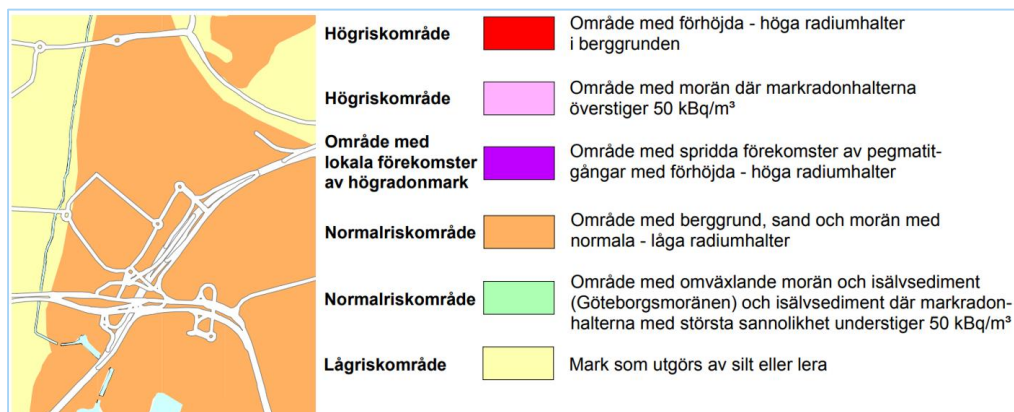 Högriskområde
Område med förhöjda - höga radiumhalter
i berggrunden
Högriskområde
Område med morän där markradonhalterna
överstiger 50 kBq/m³
Område med
lokala förekomster
av högradonmark
Område med spridda förekomster av pegmatit-
gångar med förhöjda - höga radiumhalter
Normalriskområde
Område med berggrund, sand och morän med
normala - låga radiumhalter
Normalriskområde
Område med omväxlande morän och isälvsediment
(Göteborgsmoränen) och isälvsediment där markradon-
halterna med största sannolikhet understiger 50 kBq/m³
Lågriskområde
Mark som utgörs av silt eller lera